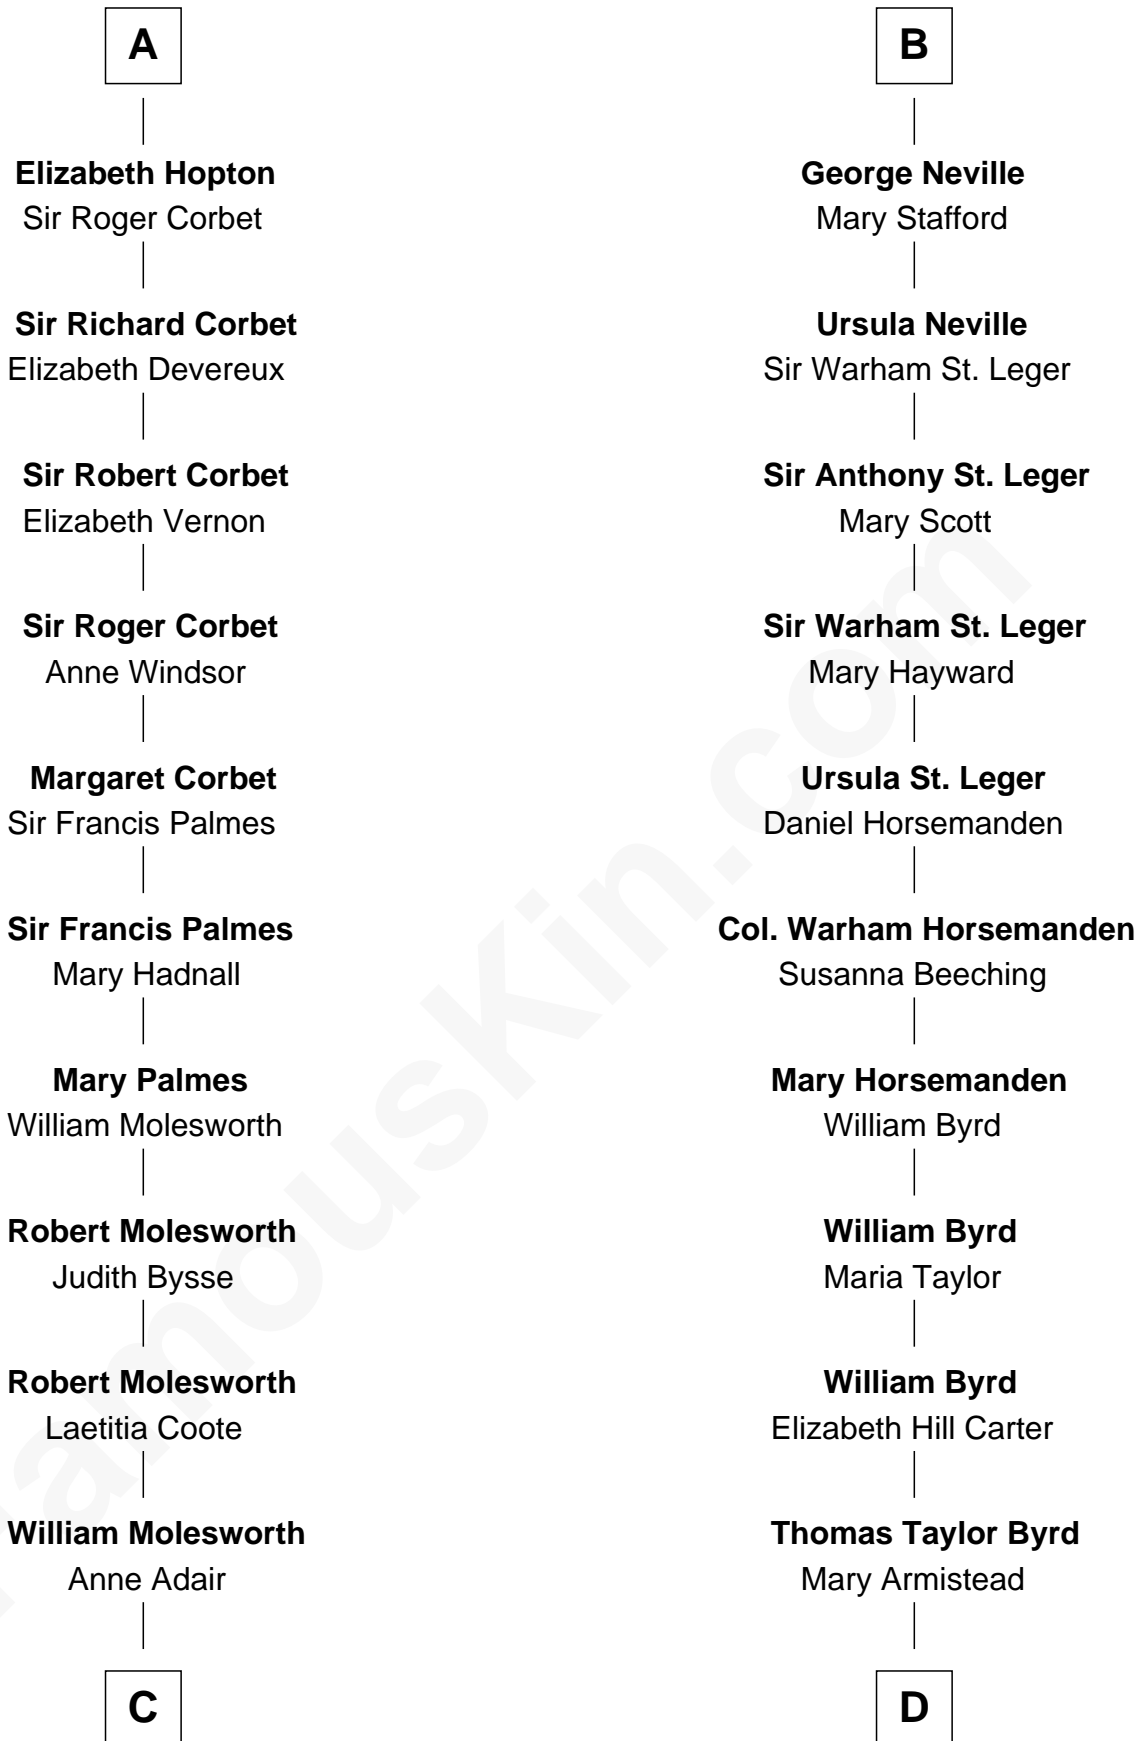 A
Elizabeth Hopton
Sir Roger Corbet
Sir Richard Corbet
Elizabeth Devereux
Sir Robert Corbet
Elizabeth Vernon
Sir Roger Corbet
Anne Windsor
Margaret Corbet
Sir Francis Palmes
Sir Francis Palmes
Mary Hadnall
Mary Palmes
William Molesworth
Robert Molesworth
Judith Bysse
Robert Molesworth
Laetitia Coote
William Molesworth
Anne Adair
C
B
George Neville
Mary Stafford
Ursula Neville
Sir Warham St. Leger
Sir Anthony St. Leger
Mary Scott
Sir Warham St. Leger
Mary Hayward
Ursula St. Leger
Daniel Horsemanden
Col. Warham Horsemanden
Susanna Beeching
Mary Horsemanden
William Byrd
William Byrd
Maria Taylor
William Byrd
Elizabeth Hill Carter
Thomas Taylor Byrd
Mary Armistead
D
FamousKin.com